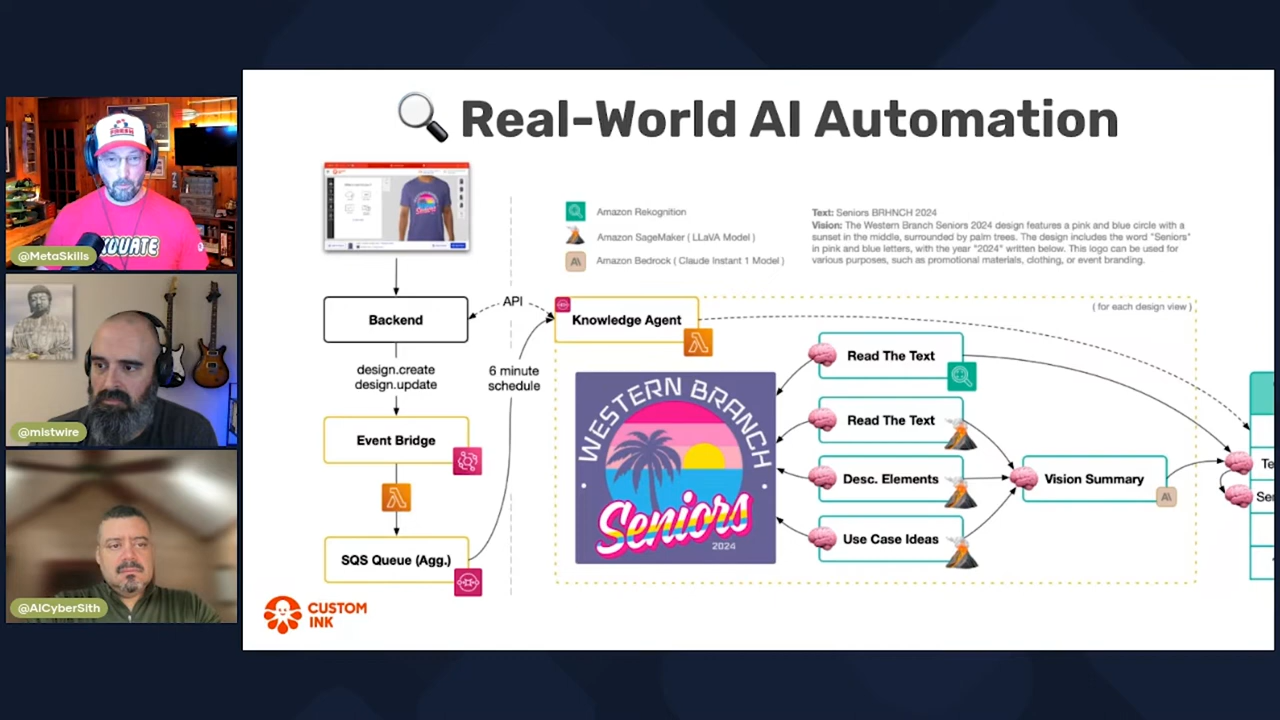 Real-World AI Automation
@MetaSkills
@mistwire
@AICyberSith
Seniors
Amazon Rekognition
Amazon SageMaker ( LLaVA Model )
Amazon Bedrock ( Claude Instant 1 Model )
Text: Seniors BRHNCH 2024
Vision: The Western Branch Seniors 2024 design features a pink and blue circle with a
sunset in the middle, surrounded by palm trees. The design includes the word "Seniors"
in pink and blue letters, with the year "2024" written below. This logo can be used for
various purposes, such as promotional materials, clothing, or event branding.
Backend
API
design.create
design.update
6 minute
schedule
Event Bridge
SQS Queue (Agg.)
Knowledge Agent
( for each design view )
WESTERN BRANCH
Seniors
2024
Read The Text
Read The Text
Desc. Elements
Use Case Ideas
Vision Summary
CUSTOM
INK